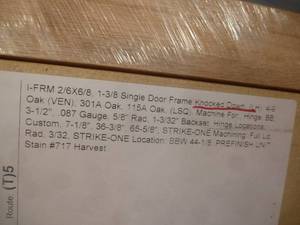 I-FRM 2/6X6/8, 1-3/8 Single Door Frame Knocked Down, (LH) 4-9
Oak (VEN), 301A Oak, 115A Oak, (LSQ), Machine For: Hinge: BB,
3-1/2", .087 Gauge, 5/8" Rad, 1-3/32" Backset, Hinge Locations,
Custom, 7-1/8", 36-3/8", 65-5/8", STRIKE-ONE Machining: Full Lip
Rad, 3/32, STRIKE-ONE Location: BBW 44-1/8, PREFINISH UNIT
Stain #717 Harvest
Route: (T)5